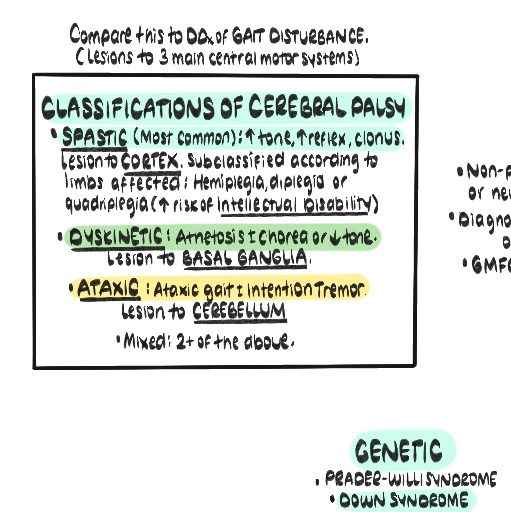 Compare this to DDx of GAIT DISTURBANCE.
(Lesions to 3 main central motor systems)
CLASSIFICATIONS OF CEREBRAL PALSY
• SPASTIC (Most common): ↑ tone, ↑ reflex, clonus.
Lesion to CORTEX. Subclassified according to
limbs affected: Hemiplegia, diplegia or
quadriplegia (↑ risk of Intellectual Disability)
• DYSKINETIC: Athetosis ± Chorea or ↓ tone.
Lesion to BASAL GANGLIA.
• ATAXIC: Ataxic gait ± Intention Tremor.
Lesion to CEREBELLUM
• Mixed: 2+ of the above.
• Non-p
or ne
• Diagno
• GMF
GENETIC
• PRADER-WILLI SYNDROME
• DOWN SYNDROME